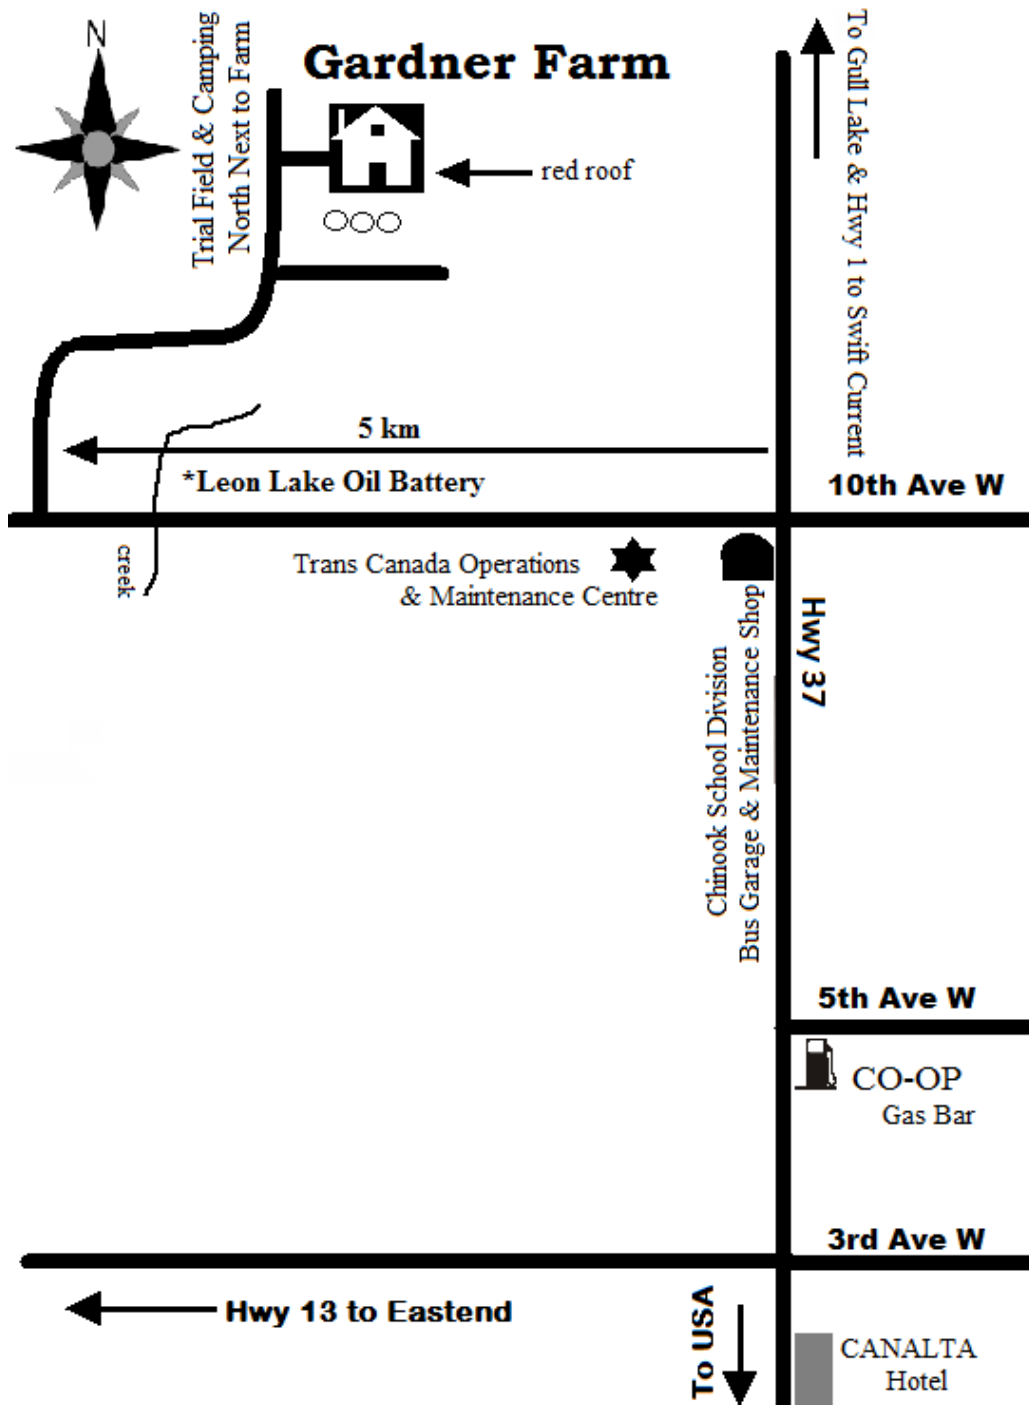 N
Gardner Farm
Trial Field & Camping
North Next to Farm
red roof
To Gull Lake & Hwy 1 to Swift Current
5 km
*Leon Lake Oil Battery
10th Ave W
creek
Trans Canada Operations
& Maintenance Centre
Hwy 37
Chinook School Division
Bus Garage & Maintenance Shop
5th Ave W
CO-OP
Gas Bar
3rd Ave W
Hwy 13 to Eastend
To USA
CANALTA
Hotel